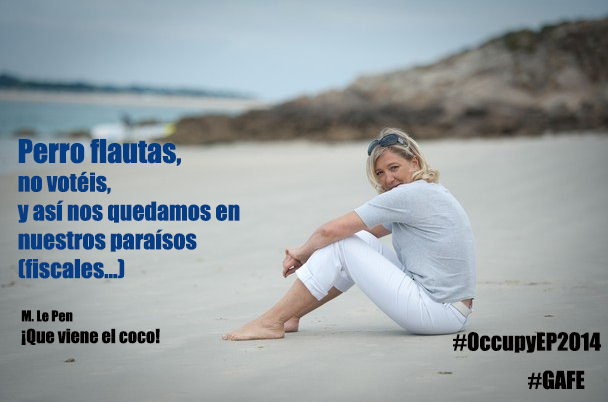 Perro flautas,
no votéis,
y así nos quedamos en
nuestros paraísos
(fiscales...)
M. Le Pen
¡Que viene el coco!
#OccupyEP2014
#GAFE